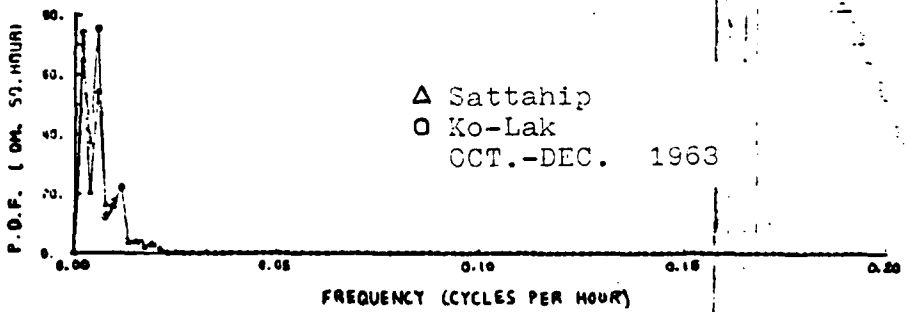 80.
60.
40.
20.
0.
P.D.F. (DM. SQ.HOUR)
Δ Sattahip
O Ko-Lak
OCT.-DEC. 1963
0.00 0.05 0.10 0.15 0.20
FREQUENCY (CYCLES PER HOUR)